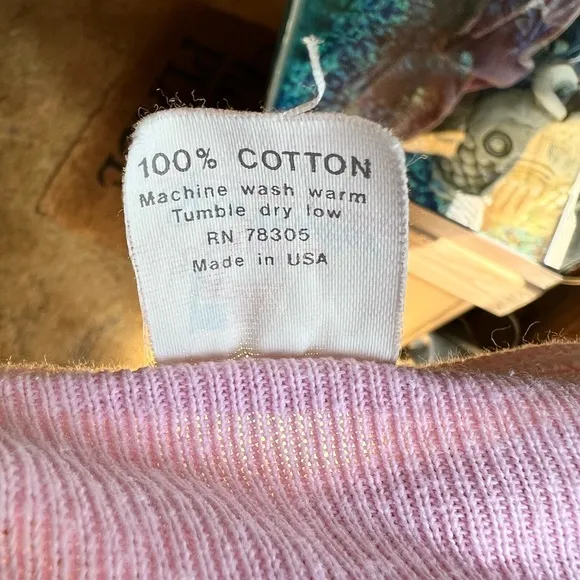 100% COTTON
Machine wash warm
Tumble dry low
RN 78305
Made in USA